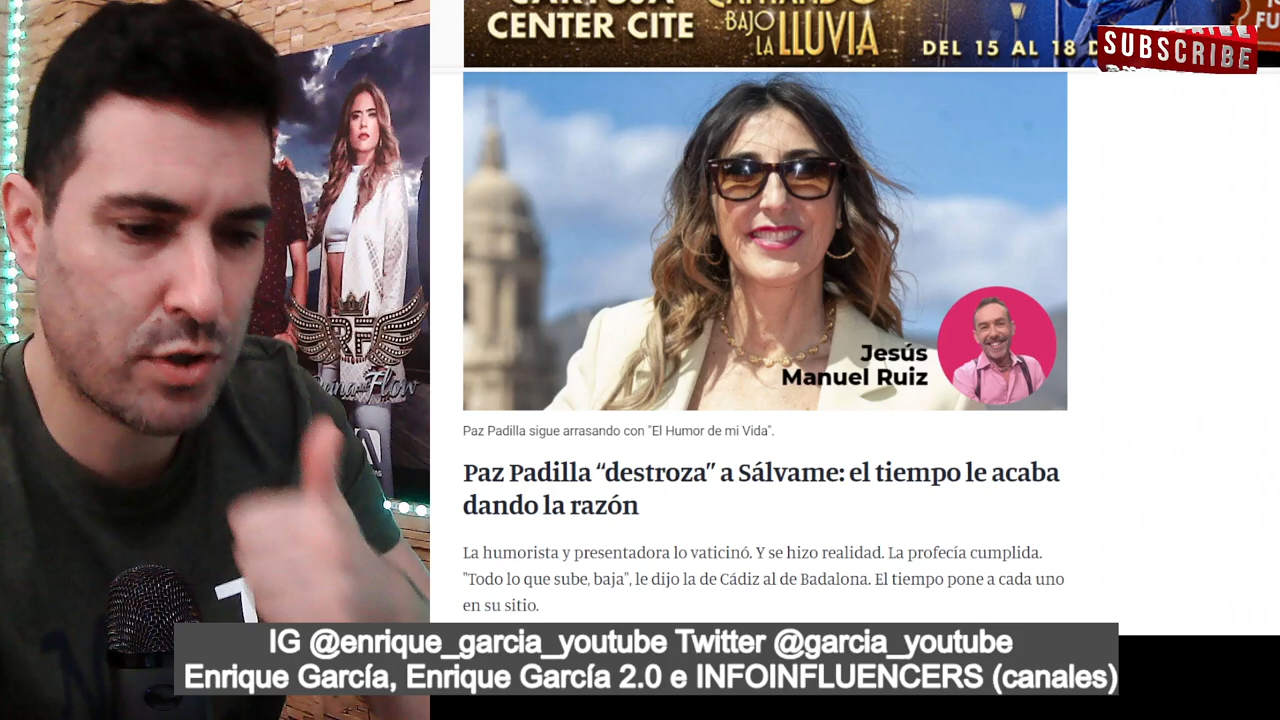 CARTUJA
CENTER CITE
CANTANDO
BAJO
LA LLUVIA
DEL 15 AL 18 D
SUBSCRIBE
RF
Flow
Jesús
Manuel Ruiz
Paz Padilla sigue arrasando con "El Humor de mi Vida".
Paz Padilla “destroza” a Sálvame: el tiempo le acaba
dando la razón
La humorista y presentadora lo vaticinó. Y se hizo realidad. La profecía cumplida.
"Todo lo que sube, baja", le dijo la de Cádiz al de Badalona. El tiempo pone a cada uno
en su sitio.
IG @enrique_garcia_youtube Twitter @garcia_youtube
Enrique García, Enrique García 2.0 e INFOINFLUENCERS (canales)